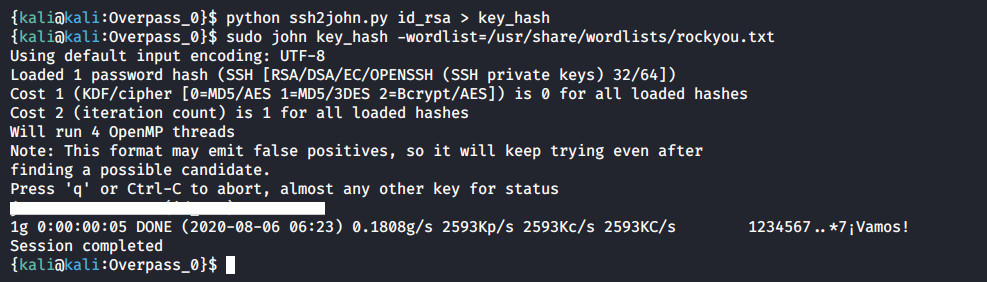 {kali@kali:Overpass_0}$ python ssh2john.py id_rsa > key_hash
{kali@kali:Overpass_0}$ sudo john key_hash -wordlist=/usr/share/wordlists/rockyou.txt
Using default input encoding: UTF-8
Loaded 1 password hash (SSH [RSA/DSA/EC/OPENSSH (SSH private keys) 32/64])
Cost 1 (KDF/cipher [0=MD5/AES 1=MD5/3DES 2=Bcrypt/AES]) is 0 for all loaded hashes
Cost 2 (iteration count) is 1 for all loaded hashes
Will run 4 OpenMP threads
Note: This format may emit false positives, so it will keep trying even after
finding a possible candidate.
Press 'q' or Ctrl-C to abort, almost any other key for status
1g 0:00:00:05 DONE (2020-08-06 06:23) 0.1808g/s 2593Kp/s 2593Kc/s 2593KC/s 1234567..*7¡Vamos!
Session completed
{kali@kali:Overpass_0}$